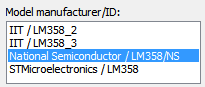 Model manufacturer/ID:
IIT / LM358_2
IIT / LM358_3
National Semiconductor / LM358/NS
STMicroelectronics / LM358